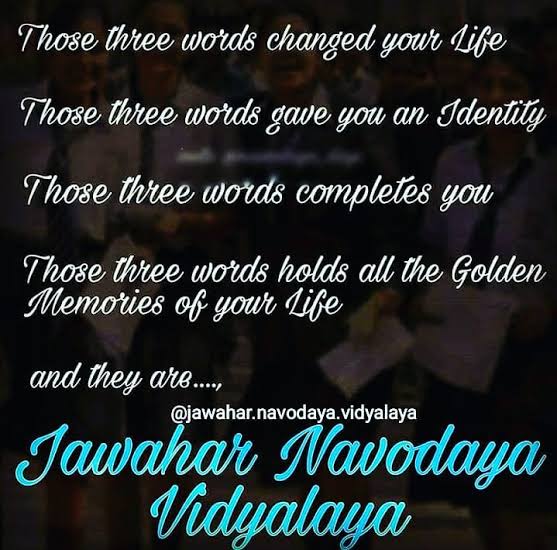 Those three words changed your Life
Those three words gave you an Identity
Those three words completes you
Those three words holds all the Golden
Memories of your Life
and they are....,
@jawahar.navodaya.vidyalaya
Jawahar Navodaya
Vidyalaya